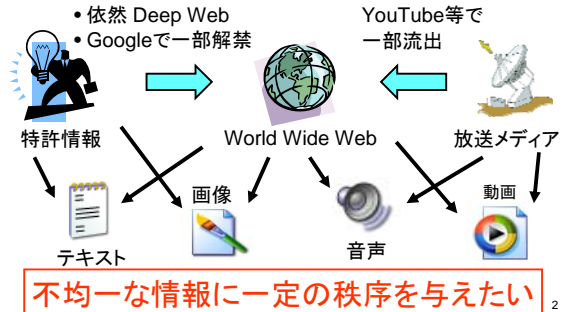 • 依然 Deep Web
• Googleで一部解禁
YouTube等で
一部流出
特許情報
World Wide Web
放送メディア
テキスト
画像
音声
動画
不均一な情報に一定の秩序を与えたい
2